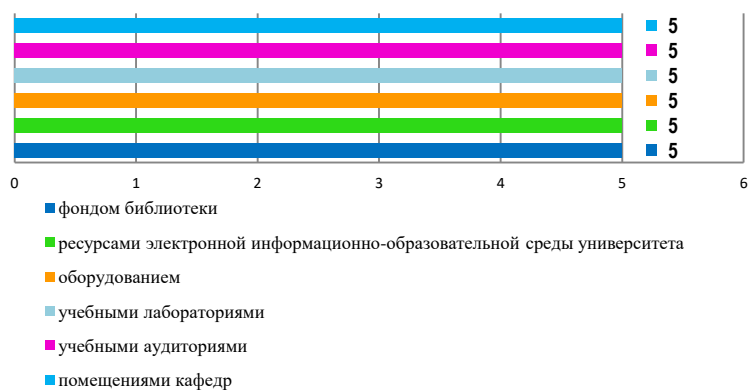 5
5
5
5
5
5
0 1 2 3 4 5 6
фондом библиотеки
ресурсами электронной информационно-образовательной среды университета
оборудованием
учебными лабораториями
учебными аудиториями
помещениями кафедр